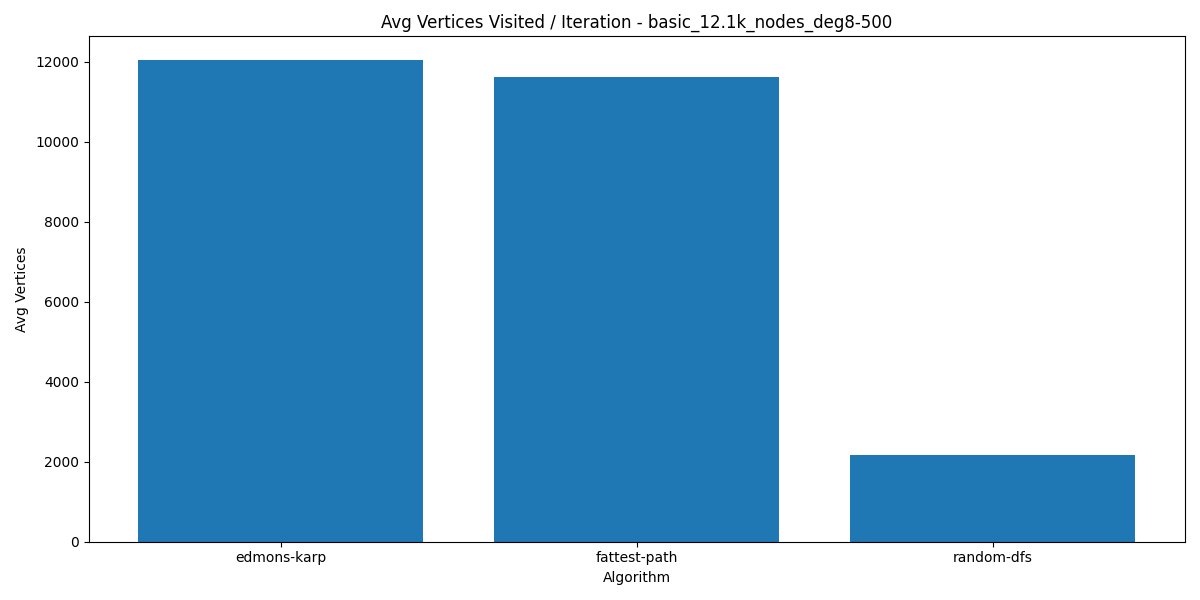 Avg Vertices Visited / Iteration - basic_12.1k_nodes_deg8-500
12000
10000
8000
6000
4000
2000
0
Avg Vertices
edmons-karp
fattest-path
random-dfs
Algorithm